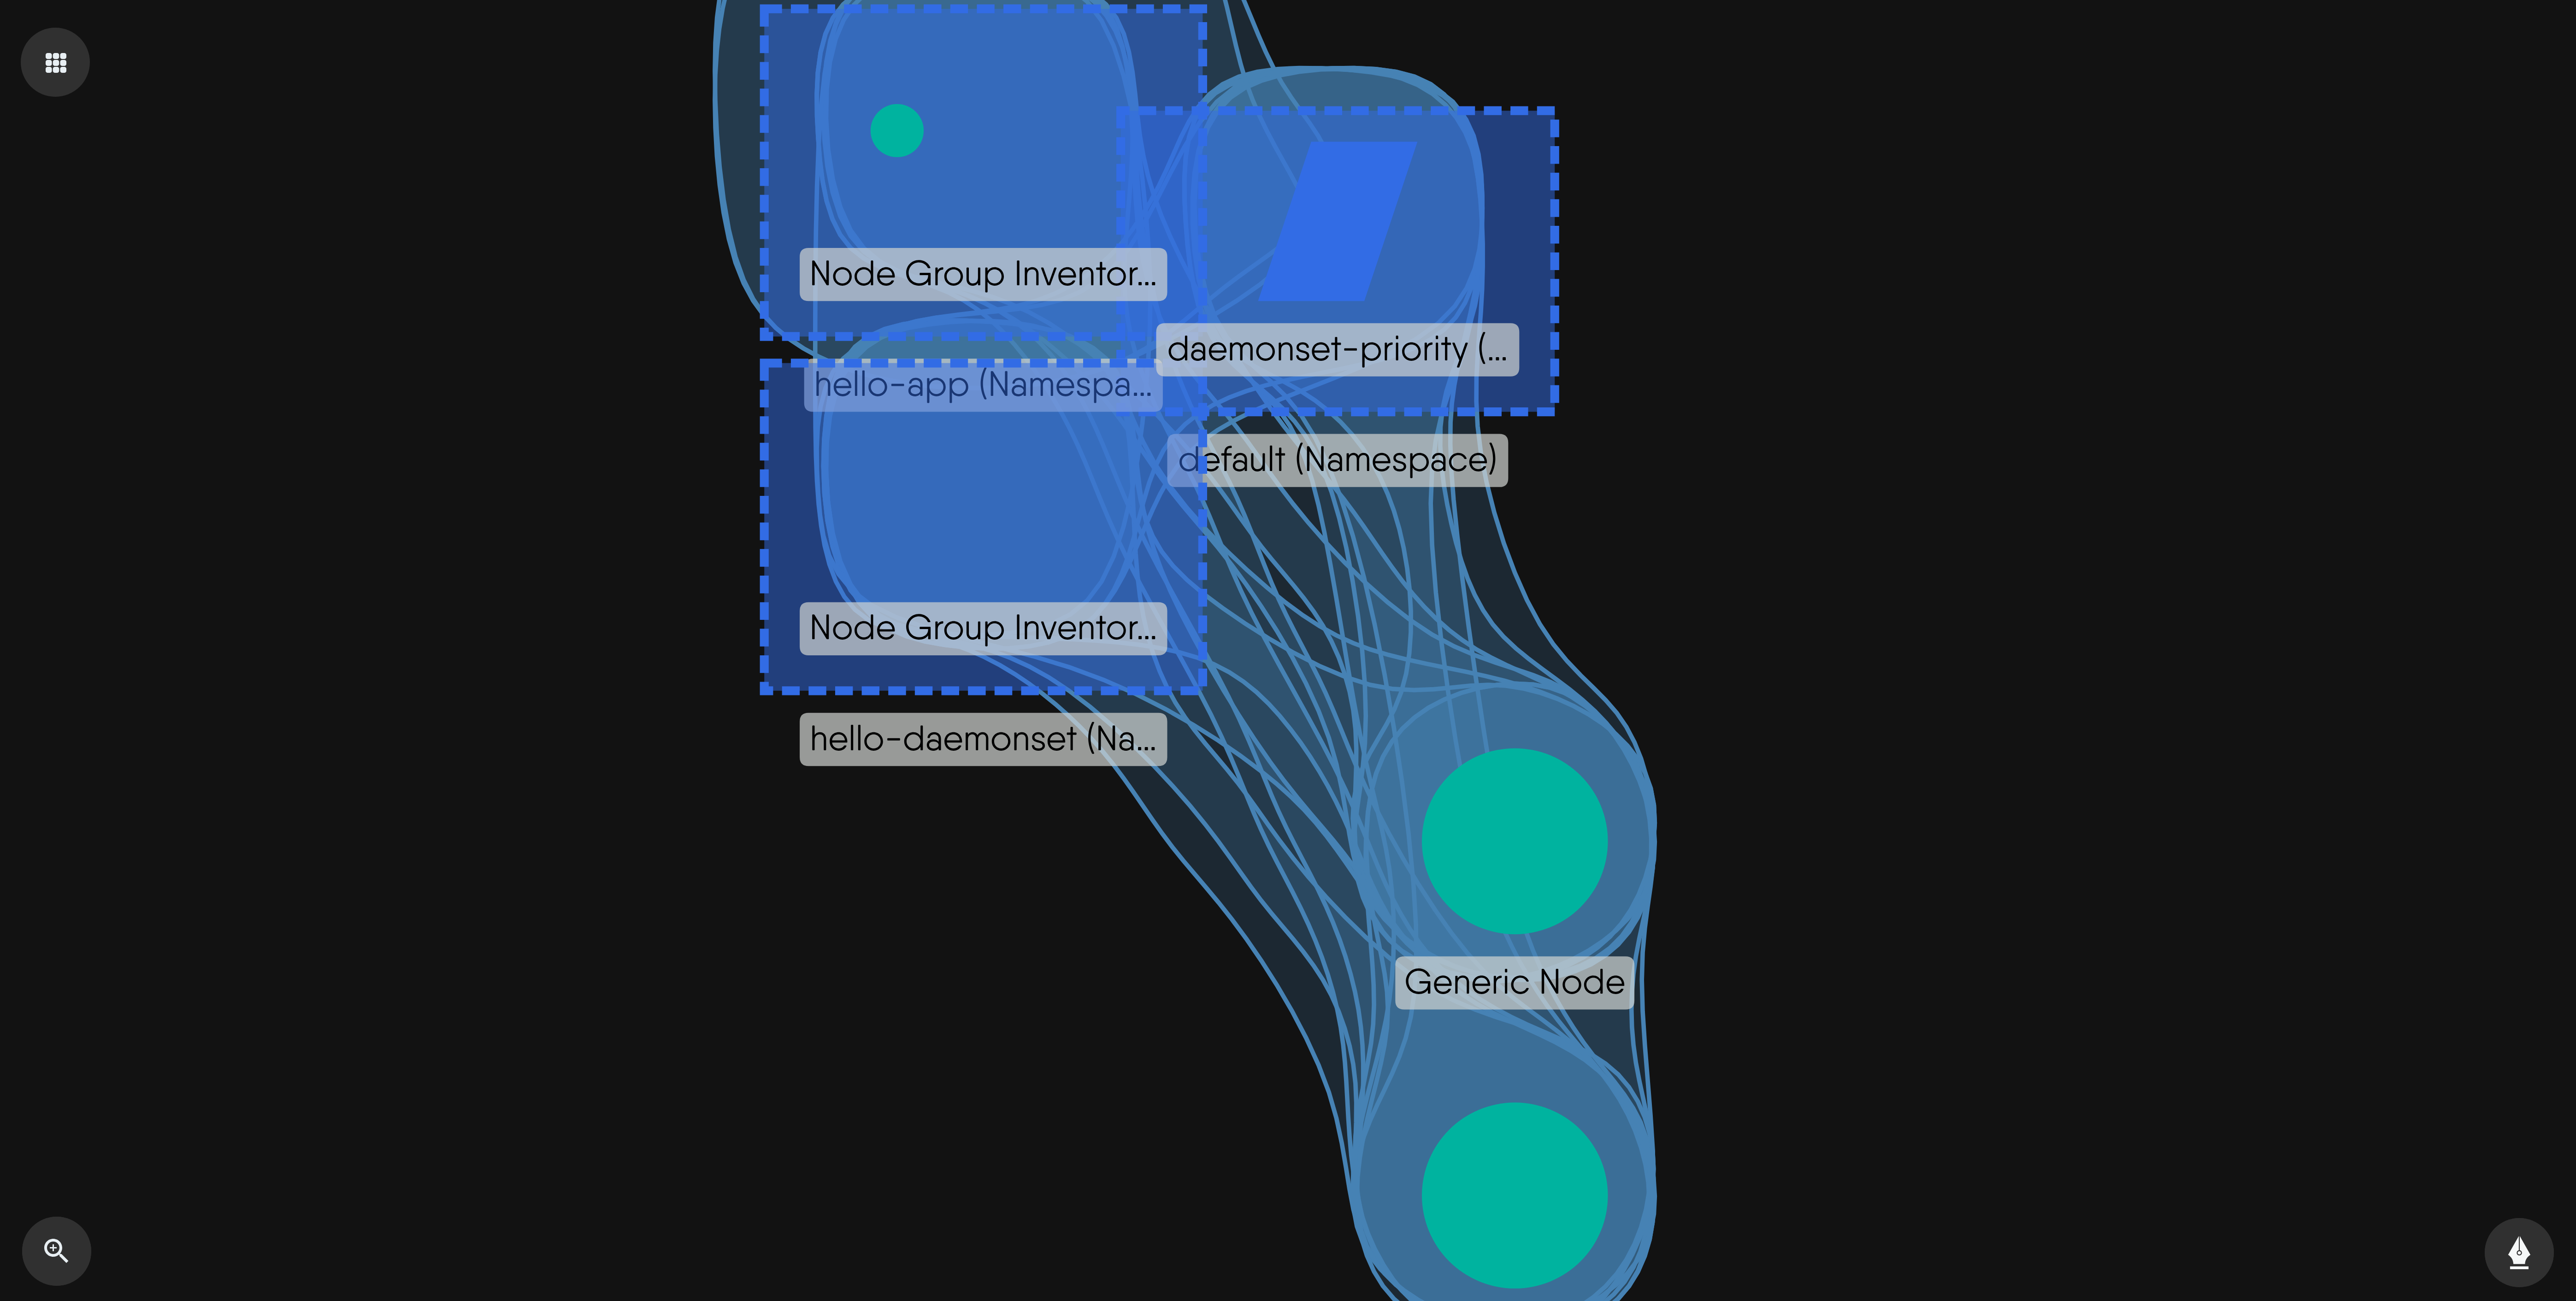 Node Group Inventor...
daemonset-priority (...
hello-app (Namespa...
default (Namespace)
Node Group Inventor...
hello-daemonset (Na...
Generic Node